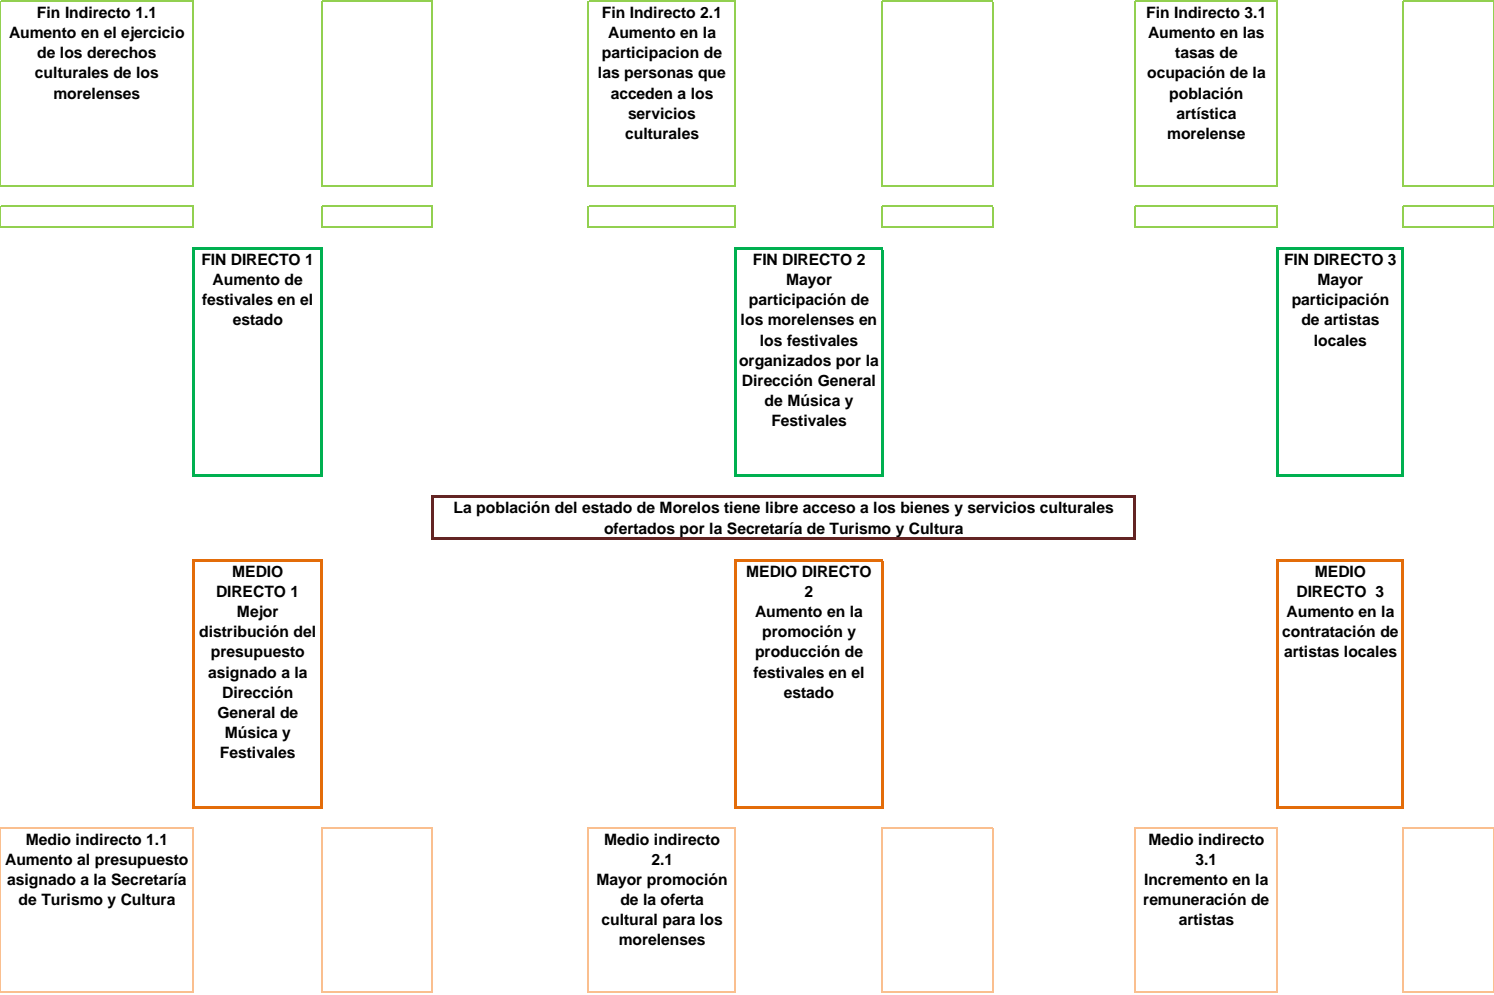 Fin Indirecto 1.1
Aumento en el ejercicio
de los derechos
culturales de los
morelenses
Fin Indirecto 2.1
Aumento en la
participacion de
las personas que
acceden a los
servicios
culturales
Fin Indirecto 3.1
Aumento en las
tasas de
ocupación de la
población
artística
morelense
FIN DIRECTO 1
Aumento de
festivales en el
estado
FIN DIRECTO 2
Mayor
participación de
los morelenses en
los festivales
organizados por la
Dirección General
de Música y
Festivales
FIN DIRECTO 3
Mayor
participación
de artistas
locales
La población del estado de Morelos tiene libre acceso a los bienes y servicios culturales
ofertados por la Secretaría de Turismo y Cultura
MEDIO
DIRECTO 1
Mejor
distribución del
presupuesto
asignado a la
Dirección
General de
Música y
Festivales
MEDIO DIRECTO
2
Aumento en la
promoción y
producción de
festivales en el
estado
MEDIO
DIRECTO  3
Aumento en la
contratación de
artistas locales
Medio indirecto 1.1
Aumento al presupuesto
asignado a la Secretaría
de Turismo y Cultura
Medio indirecto
2.1
Mayor promoción
de la oferta
cultural para los
morelenses
Medio indirecto
3.1
Incremento en la
remuneración de
artistas